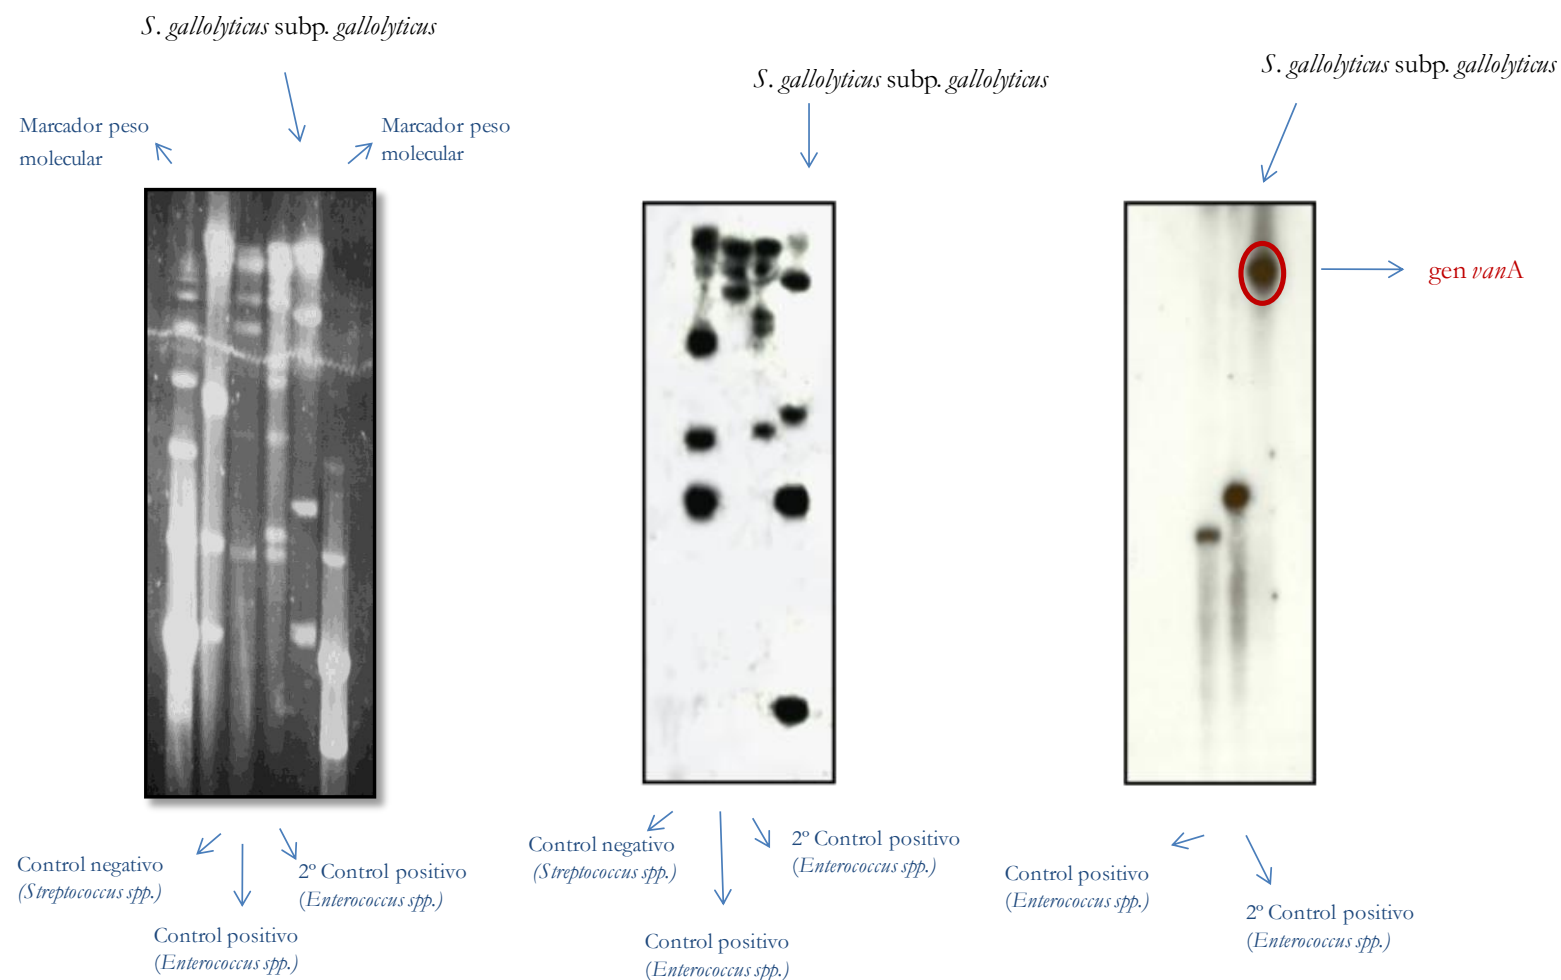 S. gallolyticus subp. gallolyticus
Marcador peso
molecular
Marcador peso
molecular
Control negativo
(Streptococcus spp.)
Control positivo
(Enterococcus spp.)
2º Control positivo
(Enterococcus spp.)
S. gallolyticus subp. gallolyticus
Control negativo
(Streptococcus spp.)
Control positivo
(Enterococcus spp.)
2º Control positivo
(Enterococcus spp.)
S. gallolyticus subp. gallolyticus
gen vanA
Control positivo
(Enterococcus spp.)
2º Control positivo
(Enterococcus spp.)